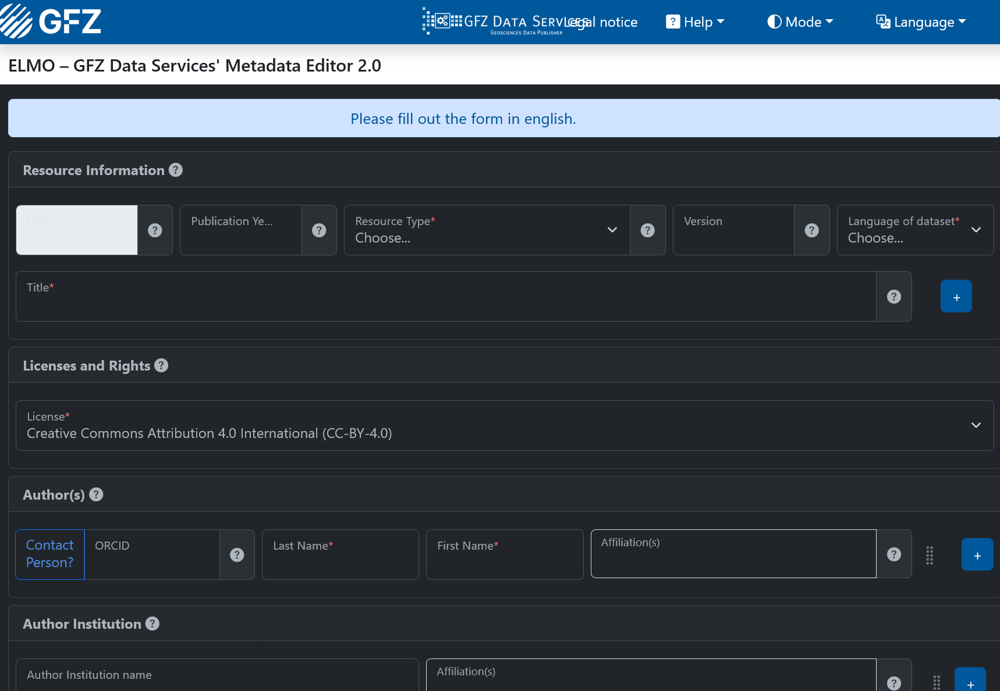 GFZ
GFZ DATA SERVICES
GEOSCIENCES DATA PUBLISHER
Legal notice
Help
Mode
Language
ELMO – GFZ Data Services' Metadata Editor 2.0
Please fill out the form in english.
Resource Information
DOI
Publication Ye...
Resource Type*
Choose...
Version
Language of dataset*
Choose...
Title*
+
Licenses and Rights
License*
Creative Commons Attribution 4.0 International (CC-BY-4.0)
Author(s)
Contact
Person?
ORCID
Last Name*
First Name*
Affiliation(s)
+
Author Institution
Author Institution name
Affiliation(s)
+